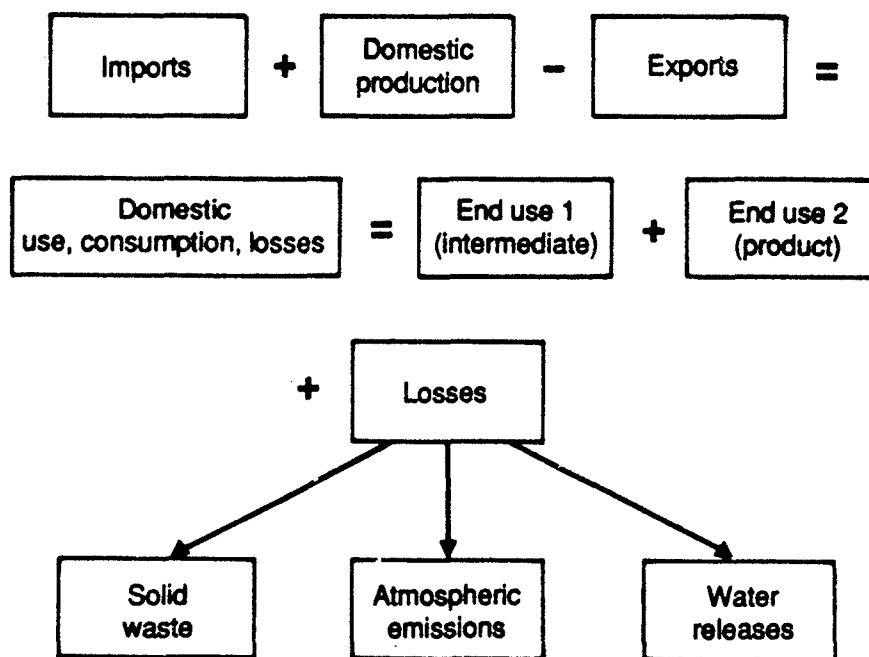 Imports + Domestic production − Exports =
Domestic use, consumption, losses = End use 1 (intermediate) + End use 2 (product)
+ Losses
Solid waste
Atmospheric emissions
Water releases